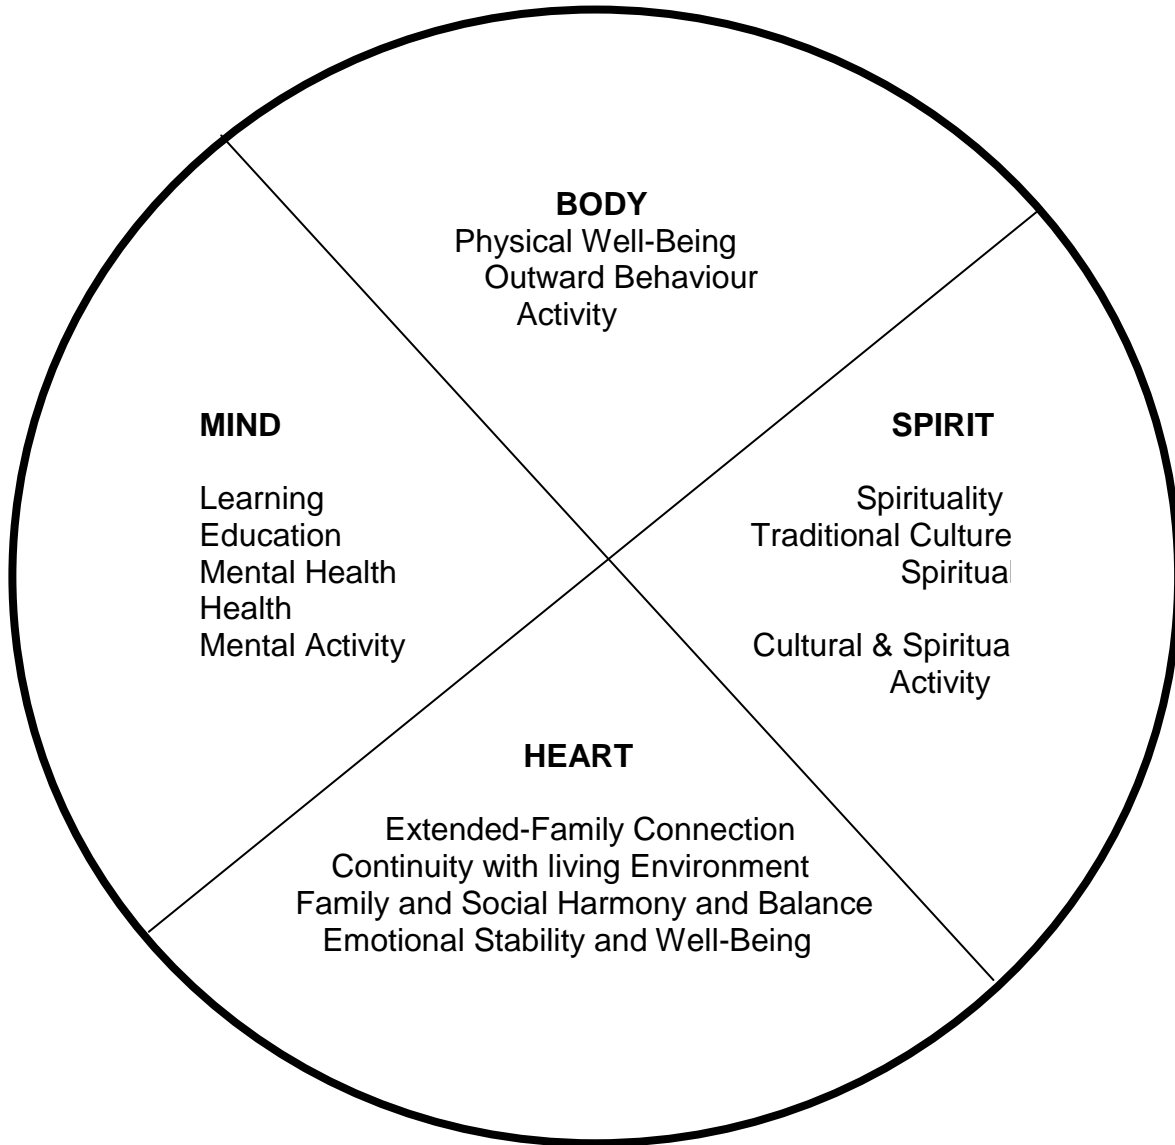 BODY
Physical Well-Being
Outward Behaviour
Activity
MIND
Learning
Education
Mental Health
Health
Mental Activity
SPIRIT
Spirituality
Traditional Culture
Spiritual
Cultural & Spiritua
Activity
HEART
Extended-Family Connection
Continuity with living Environment
Family and Social Harmony and Balance
Emotional Stability and Well-Being